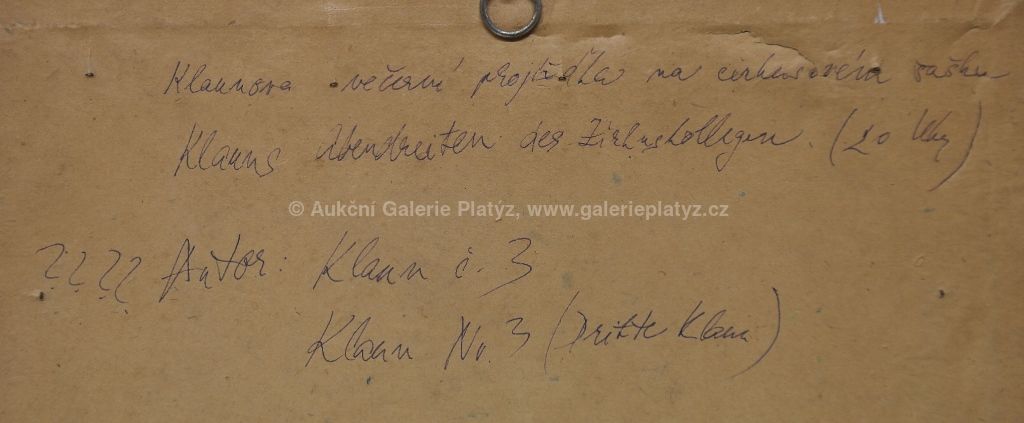 Klaunova večerní projížďka na cirkusovém oašku
Klauns Abendreiten des Zirkuskollegen. (20 Uhr)
© Aukční Galerie Platýz, www.galerieplatyz.cz
???? Autor: Klaun č. 3
Klaun No. 3 (Dritte Klaun)